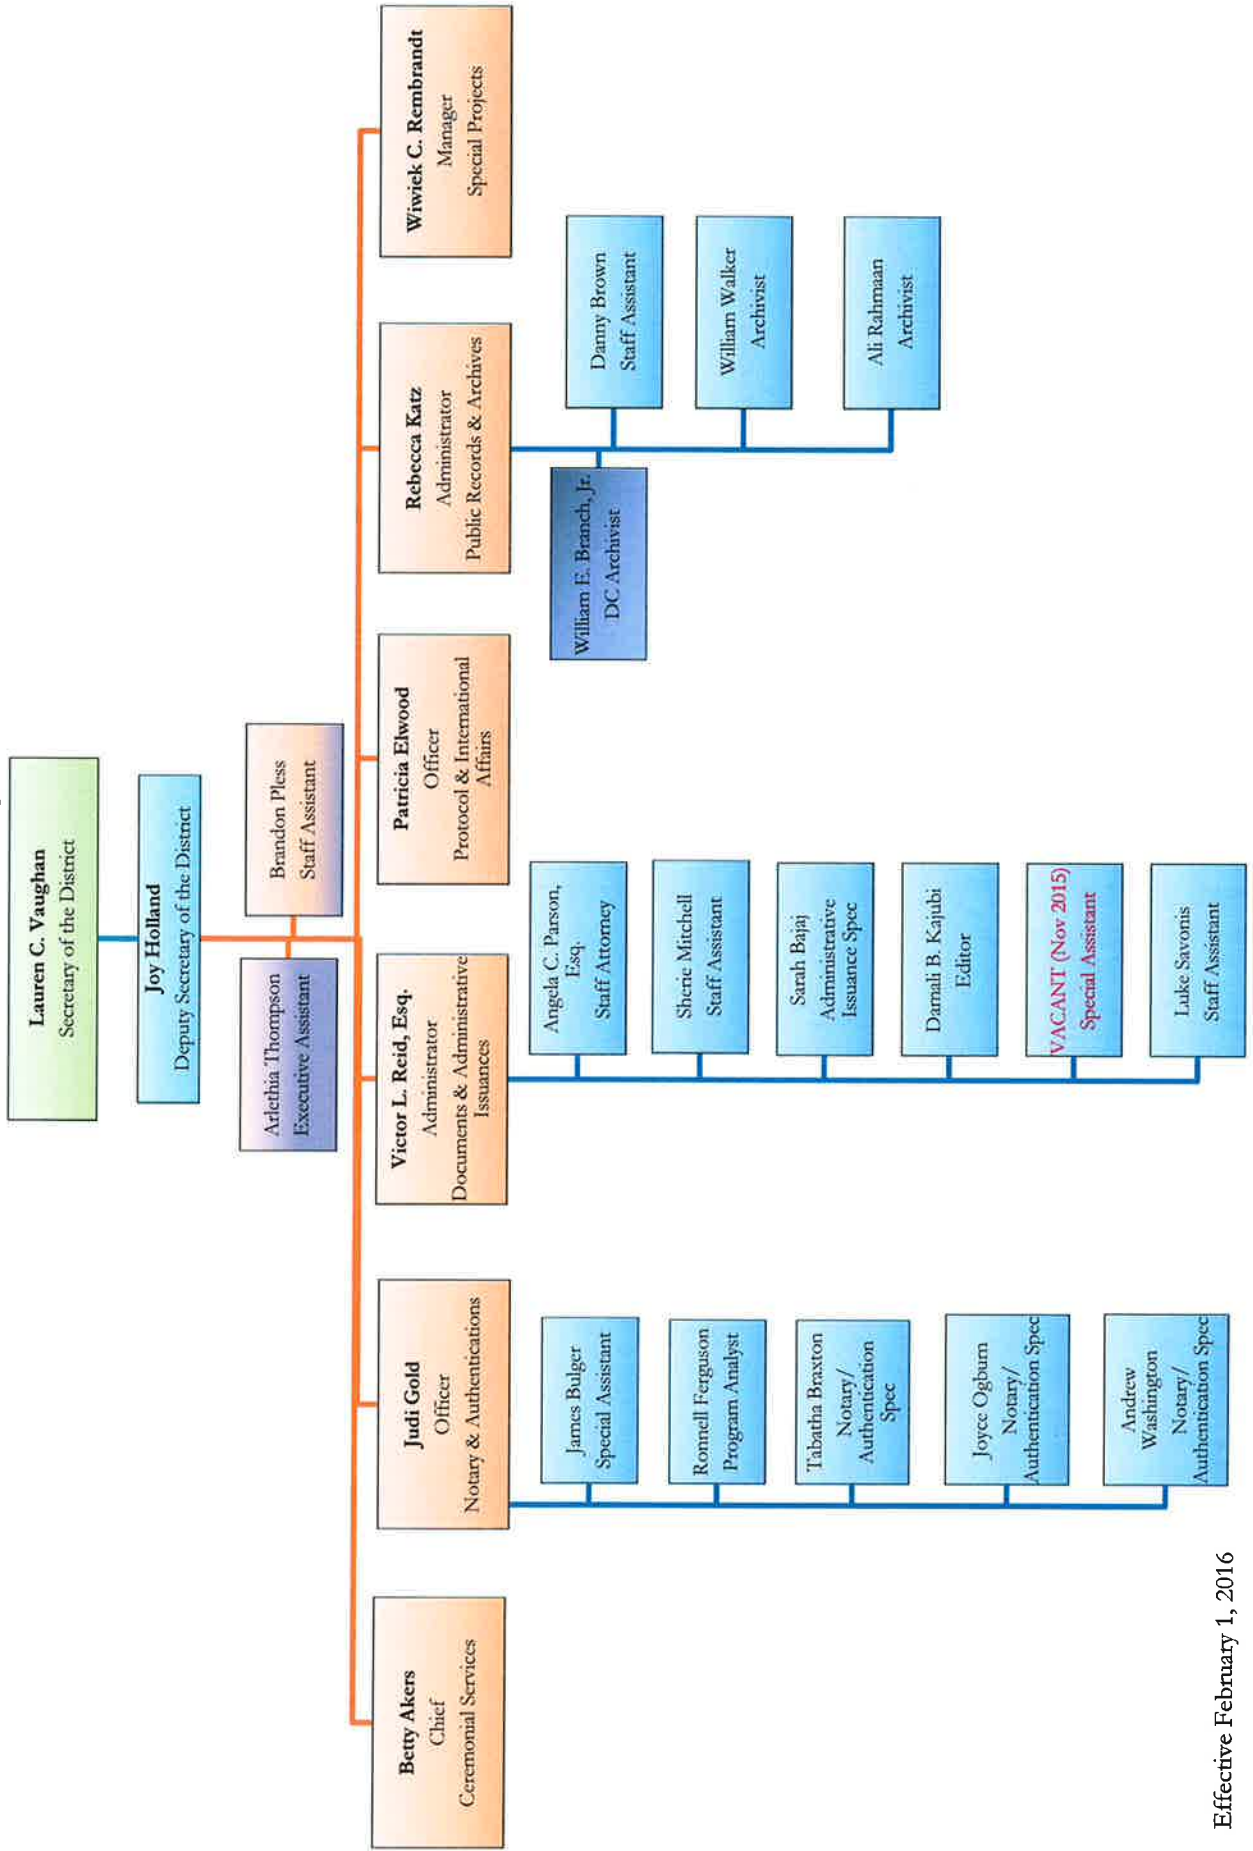 Lauren C. Vaughan
Secretary of the District
Joy Holland
Deputy Secretary of the District
Arlethia Thompson
Executive Assistant
Brandon Pless
Staff Assistant
Betty Akers
Chief
Ceremonial Services
Judi Gold
Officer
Notary & Authentications
Victor L. Reid, Esq.
Administrator
Documents & Administrative
Issuances
Patricia Elwood
Officer
Protocol & International
Affairs
Rebecca Katz
Administrator
Public Records & Archives
Wiwiek C. Rembrandt
Manager
Special Projects
James Bulger
Special Assistant
Ronnell Ferguson
Program Analyst
Tabatha Braxton
Notary/
Authentication
Spec
Joyce Ogburn
Notary/
Authentication Spec
Andrew
Washington
Notary/
Authentication Spec
Angela C. Parson,
Esq.
Staff Attorney
Sherie Mitchell
Staff Assistant
Sarah Bajaj
Administrative
Issuance Spec
Damali B. Kajubi
Editor
VACANT (Nov 2015)
Special Assistant
Luke Savonis
Staff Assistant
William E. Branch, Jr.
DC Archivist
Danny Brown
Staff Assistant
William Walker
Archivist
Ali Rahmaan
Archivist
Effective February 1, 2016